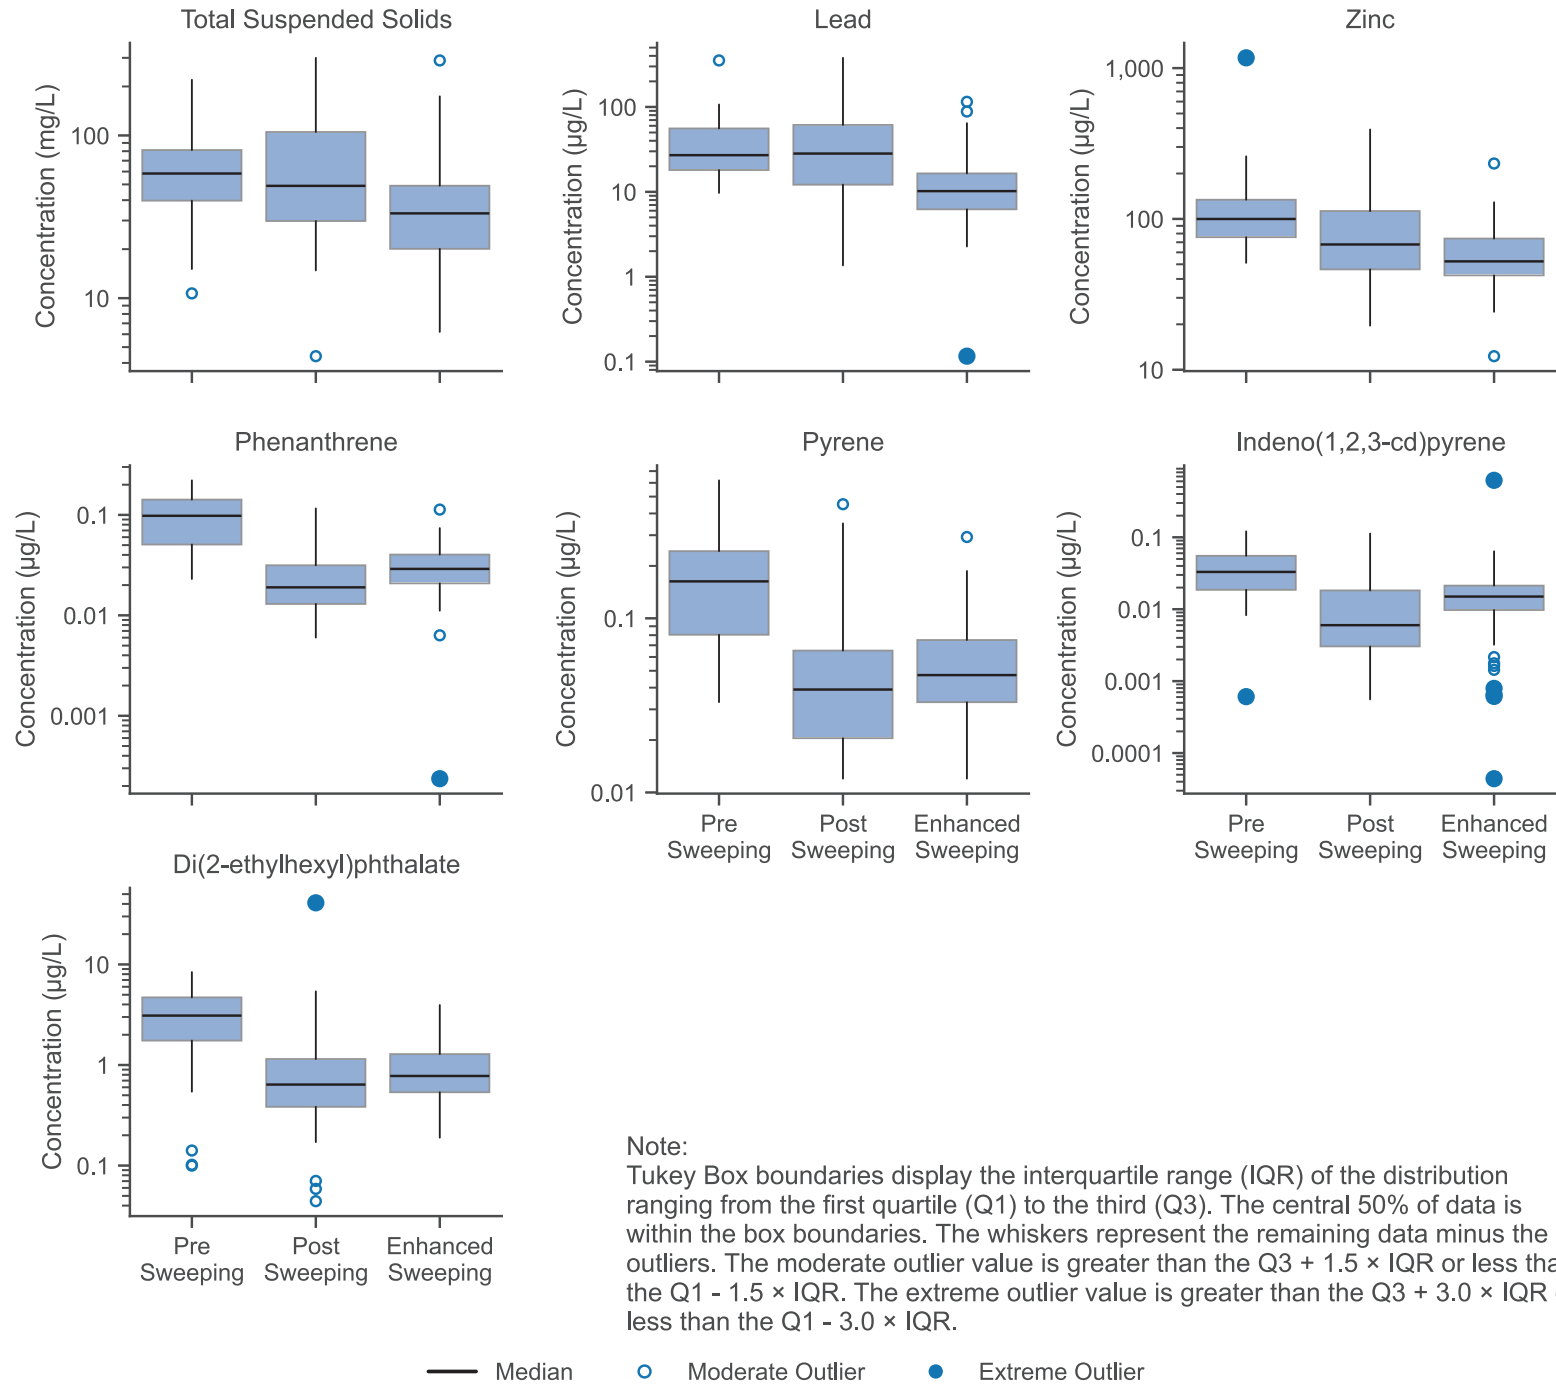 Total Suspended Solids
Concentration (mg/L)
100
10
Lead
Concentration (µg/L)
100
10
1
0.1
Zinc
Concentration (µg/L)
1,000
100
10
Phenanthrene
Concentration (µg/L)
0.1
0.01
0.001
Pyrene
Concentration (µg/L)
0.1
0.01
Pre Sweeping
Post Sweeping
Enhanced Sweeping
Indeno(1,2,3-cd)pyrene
Concentration (µg/L)
0.1
0.01
0.001
0.0001
Pre Sweeping
Post Sweeping
Enhanced Sweeping
Di(2-ethylhexyl)phthalate
Concentration (µg/L)
10
1
0.1
Pre Sweeping
Post Sweeping
Enhanced Sweeping
Note:
Tukey Box boundaries display the interquartile range (IQR) of the distribution
ranging from the first quartile (Q1) to the third (Q3). The central 50% of data is
within the box boundaries. The whiskers represent the remaining data minus the
outliers. The moderate outlier value is greater than the Q3 + 1.5 × IQR or less
the Q1 - 1.5 × IQR. The extreme outlier value is greater than the Q3 + 3.0 × IQR
less than the Q1 - 3.0 × IQR.
Median
Moderate Outlier
Extreme Outlier